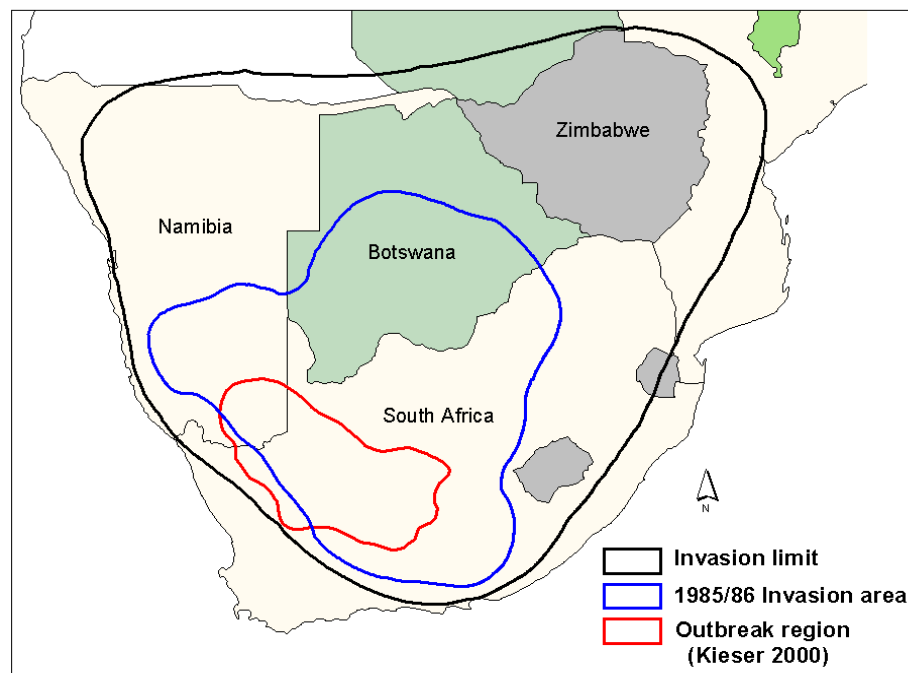 Zimbabwe
Namibia
Botswana
South Africa
N
Invasion limit
1985/86 Invasion area
Outbreak region
(Kieser 2000)